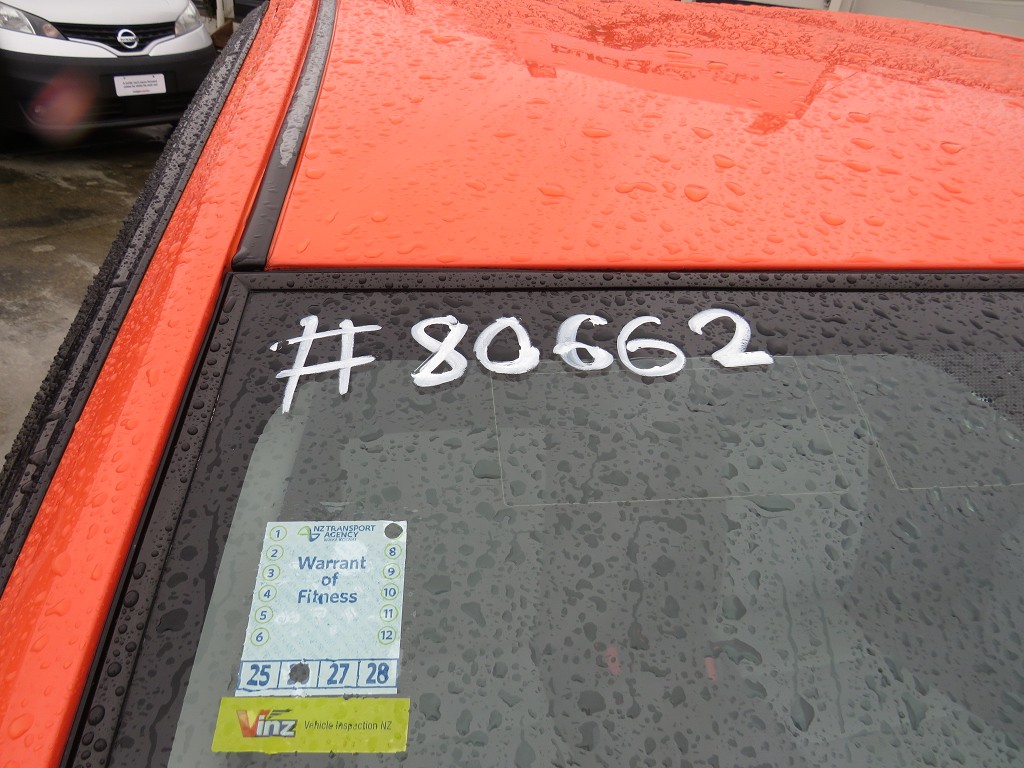 #80662
NZ TRANSPORT
AGENCY
Warrant
of
Fitness
1
2
3
4
5
6
8
9
10
11
12
25 27 28
Vinz Vehicle Inspection NZ